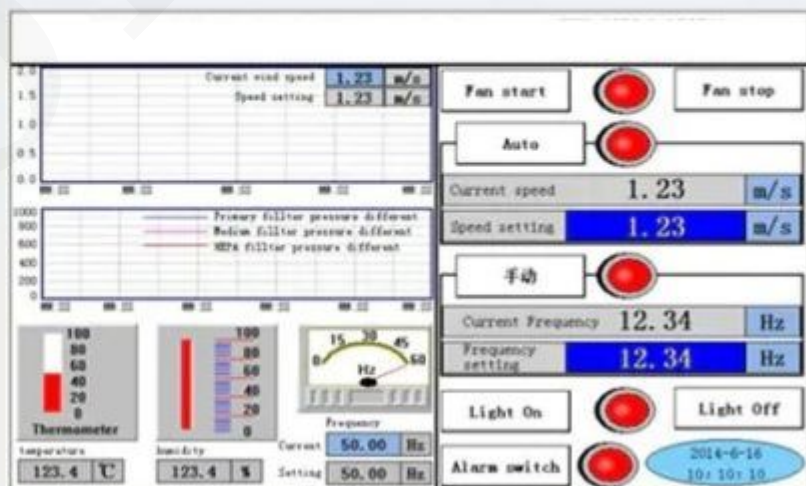 2.0
Current wind speed 1.23 m/s
1.5
Speed setting 1.23 m/s
1.0
0.5
0.0
1000
Primary fillter pressure different
800
Medium fillter pressure different
600
HEPA fillter pressure different
400
200
0
100
80
60
40
20
0
Thermometer
temparature
123.4 ℃
100
80
60
40
20
0
humidity
123.4 %
0 15 30 45 60
Hz
Frequency
Current 50.00 Hz
Setting 50.00 Hz
Fan start
Fan stop
Auto
Current speed 1.23 m/s
Speed setting 1.23 m/s
手动
Current Frequency 12.34 Hz
Frequency
setting 12.34 Hz
Light On
Light Off
Alarm switch
2014-6-16
10:10:10